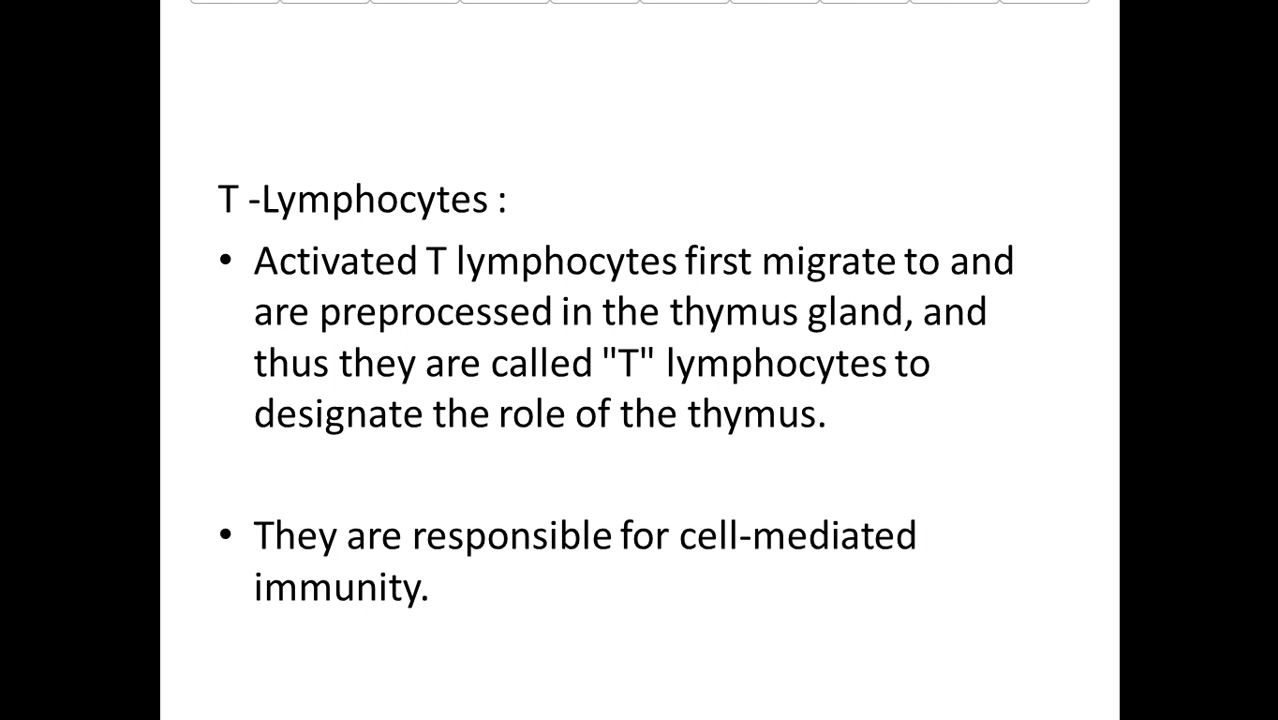 T -Lymphocytes :
• Activated T lymphocytes first migrate to and
are preprocessed in the thymus gland, and
thus they are called "T" lymphocytes to
designate the role of the thymus.
• They are responsible for cell-mediated
immunity.